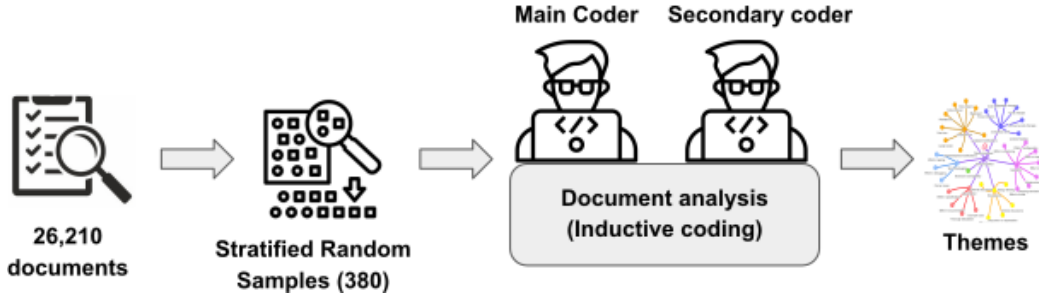 Main Coder
Secondary coder
26,210
documents
Stratified Random
Samples (380)
</>
</>
Document analysis
(Inductive coding)
Themes